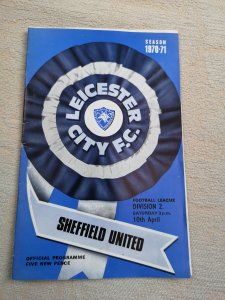 SEASON
1970-71
LEICESTER
CITY F.C.
FOOTBALL LEAGUE
DIVISION 2.
SATURDAY 3 p.m.
10th April
SHEFFIELD UNITED
OFFICIAL PROGRAMME
FIVE NEW PENCE